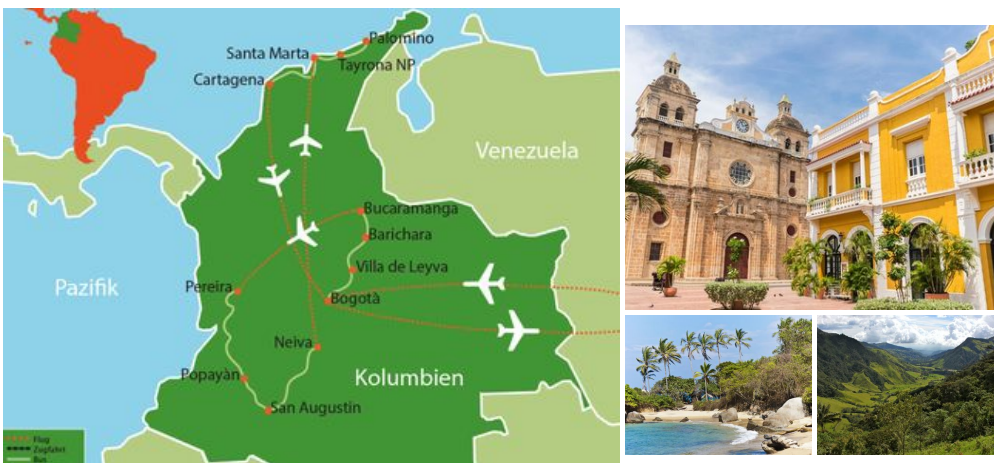 Palomino
Santa Marta
Tayrona NP
Cartagena
Venezuela
Bucaramanga
Barichara
Villa de Leyva
Pazifik
Pereira
Bogotà
Neiva
Popayàn
Kolumbien
San Augustin
Flug
Zugfahrt
Bus